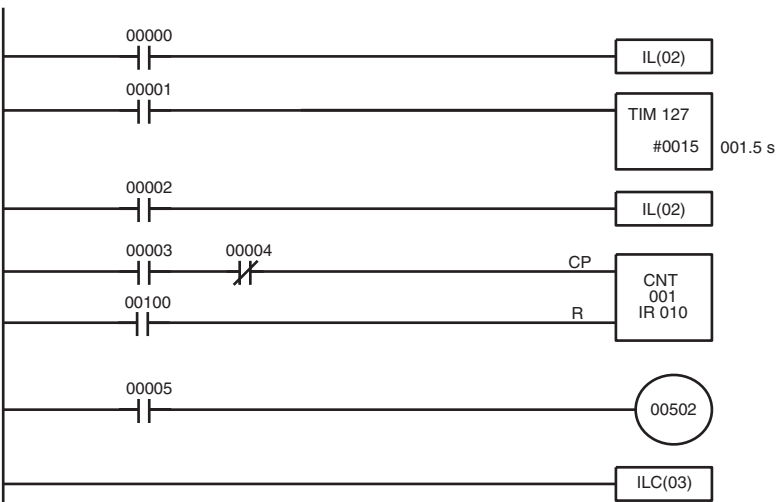 00000
IL(02)
00001
TIM 127
#0015 001.5 s
00002
IL(02)
00003 00004
CP
CNT
001
IR 010
00100
R
00005
00502
ILC(03)